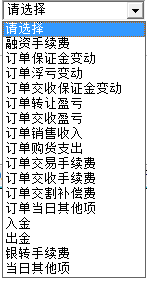 请选择
请选择
融资手续费
订单保证金变动
订单浮亏变动
订单交收保证金变动
订单转让盈亏
订单交收盈亏
订单销售收入
订单购货支出
订单交易手续费
订单交收手续费
订单交割补偿费
订单当日其他项
入金
出金
银转手续费
当日其他项